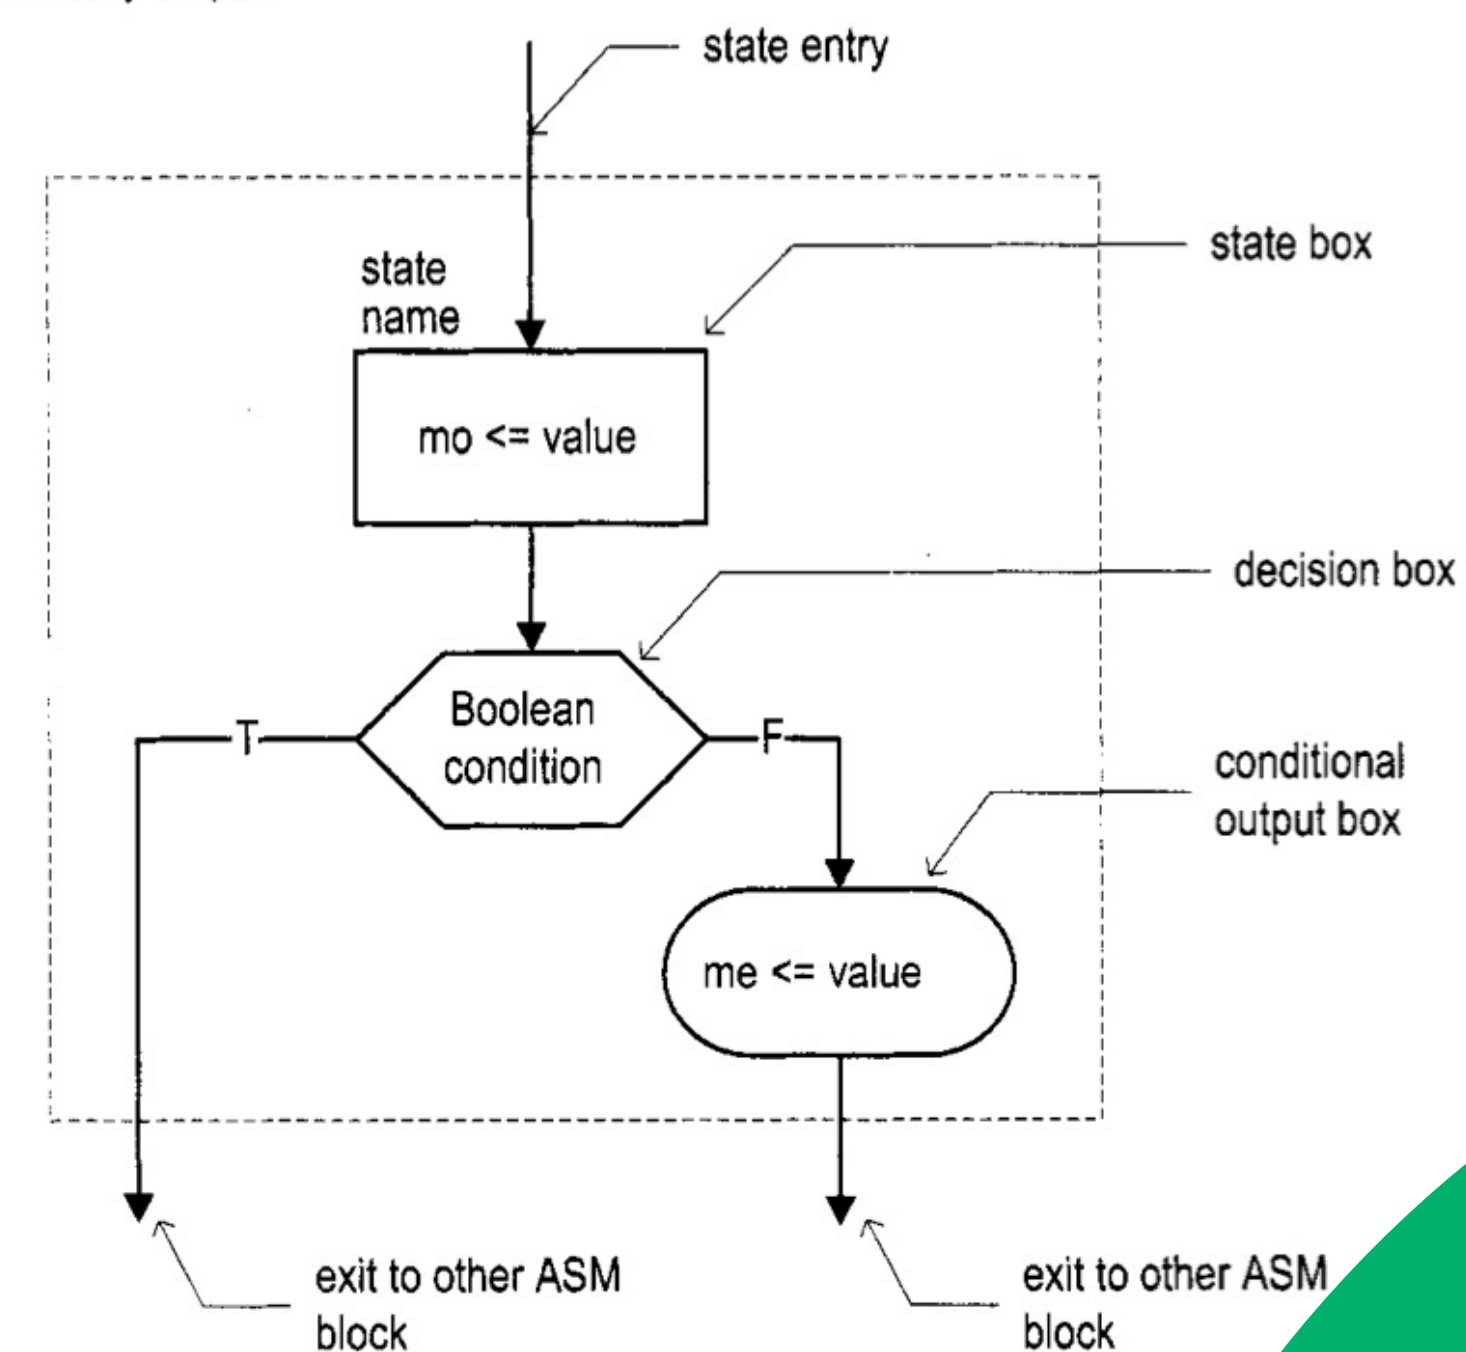 state entry
state box
state
name
mo <= value
decision box
Boolean
condition
T
F
conditional
output box
me <= value
exit to other ASM
block
exit to other ASM
block